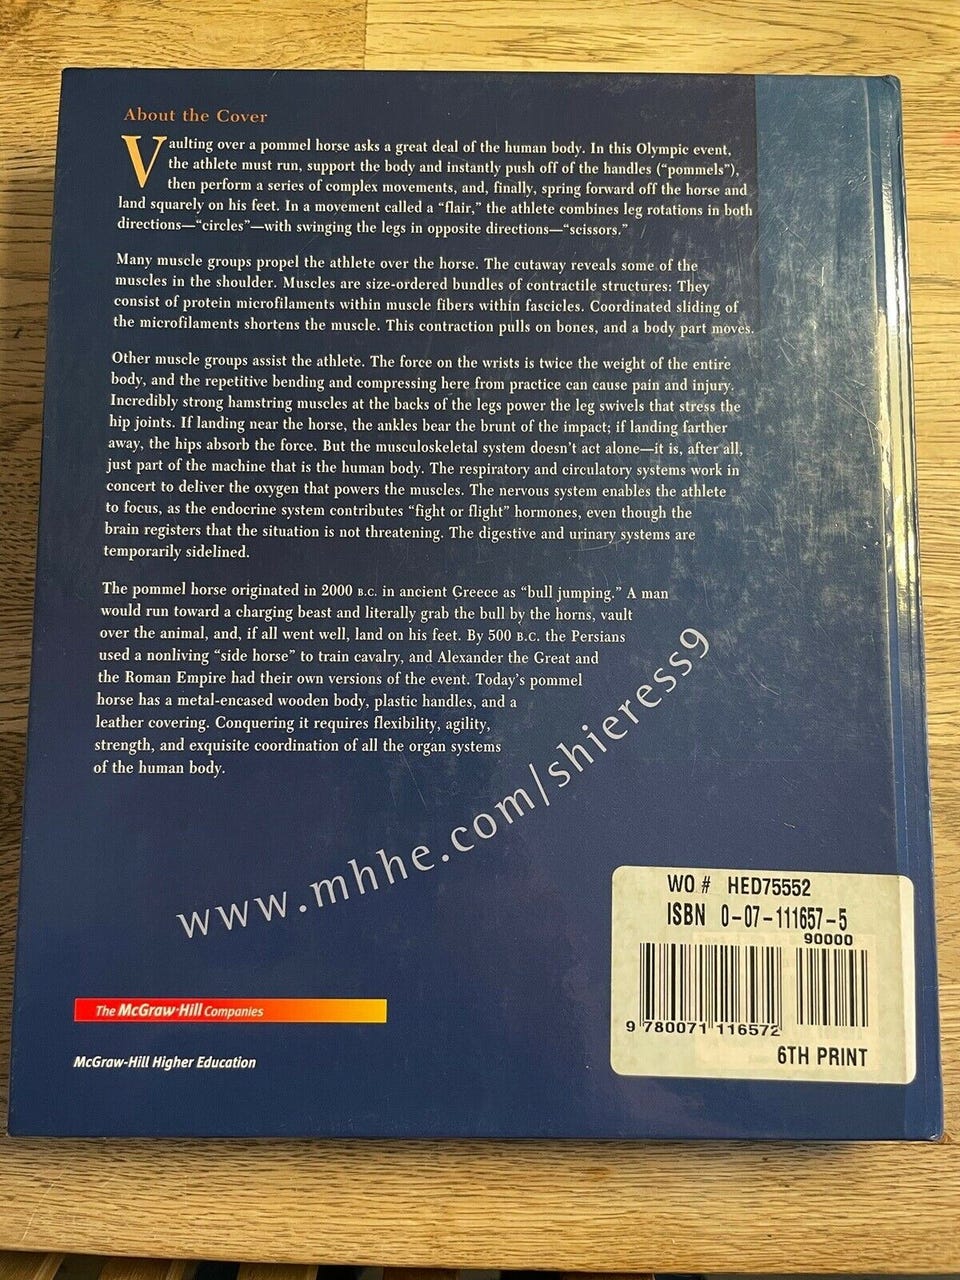 About the Cover
Vaulting over a pommel horse asks a great deal of the human body. In this Olympic event,
the athlete must run, support the body and instantly push off of the handles (“pommels”),
then perform a series of complex movements, and, finally, spring forward off the horse and
land squarely on his feet. In a movement called a “flair,” the athlete combines leg rotations in both
directions—“circles”—with swinging the legs in opposite directions—“scissors.”
Many muscle groups propel the athlete over the horse. The cutaway reveals some of the
muscles in the shoulder. Muscles are size-ordered bundles of contractile structures: They
consist of protein microfilaments within muscle fibers within fascicles. Coordinated sliding of
the microfilaments shortens the muscle. This contraction pulls on bones, and a body part moves.
Other muscle groups assist the athlete. The force on the wrists is twice the weight of the entire
body, and the repetitive bending and compressing here from practice can cause pain and injury.
Incredibly strong hamstring muscles at the backs of the legs power the leg swivels that stress the
hip joints. If landing near the horse, the ankles bear the brunt of the impact; if landing farther
away, the hips absorb the force. But the musculoskeletal system doesn’t act alone—it is, after all,
just part of the machine that is the human body. The respiratory and circulatory systems work in
concert to deliver the oxygen that powers the muscles. The nervous system enables the athlete
to focus, as the endocrine system contributes “fight or flight” hormones, even though the
brain registers that the situation is not threatening. The digestive and urinary systems are
temporarily sidelined.
The pommel horse originated in 2000 B.C. in ancient Greece as “bull jumping.” A man
would run toward a charging beast and literally grab the bull by the horns, vault
over the animal, and, if all went well, land on his feet. By 500 B.C. the Persians
used a nonliving “side horse” to train cavalry, and Alexander the Great and
the Roman Empire had their own versions of the event. Today’s pommel
horse has a metal-encased wooden body, plastic handles, and a
leather covering. Conquering it requires flexibility, agility,
strength, and exquisite coordination of all the organ systems
of the human body.
www.mhhe.com/shieress9
WO # HED75552
ISBN 0-07-111657-5
90000
9 780071 116572
6TH PRINT
The McGraw·Hill Companies
McGraw-Hill Higher Education